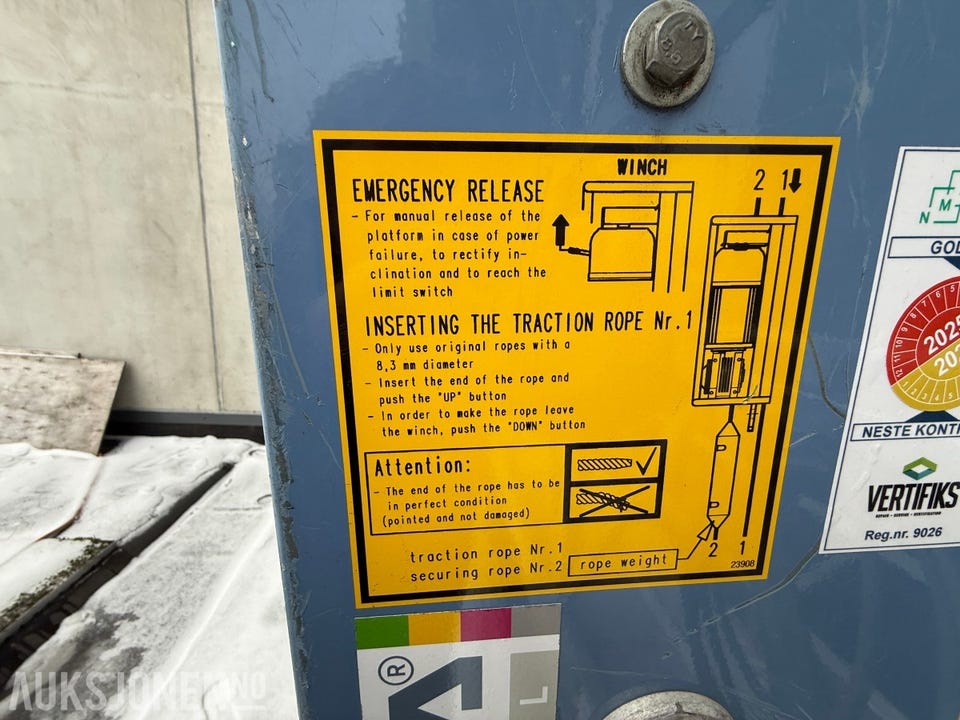 TY
8.8
WINCH
2 1
EMERGENCY RELEASE
- For manual release of the
platform in case of power
failure, to rectify in-
clination and to reach the
limit switch
INSERTING THE TRACTION ROPE Nr.1
- Only use original ropes with a
8,3 mm diameter
- Insert the end of the rope and
push the "UP" button
- In order to make the rope leave
the winch, push the "DOWN" button
Attention:
- The end of the rope has to be
in perfect condition
(pointed and not damaged)
2 1
traction rope Nr.1
securing rope Nr.2
rope weight
23908
N M
GOD
2025
NESTE KONT
VERTIFIKS
Reg.nr. 9026
®
L
AUKSJONEN.NO